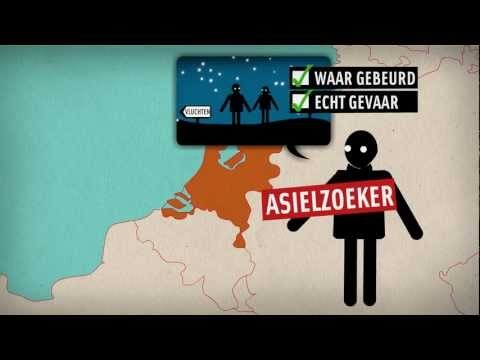 WAAR GEBEURD
ECHT GEVAAR
VLUCHTEN
ASIELZOEKER